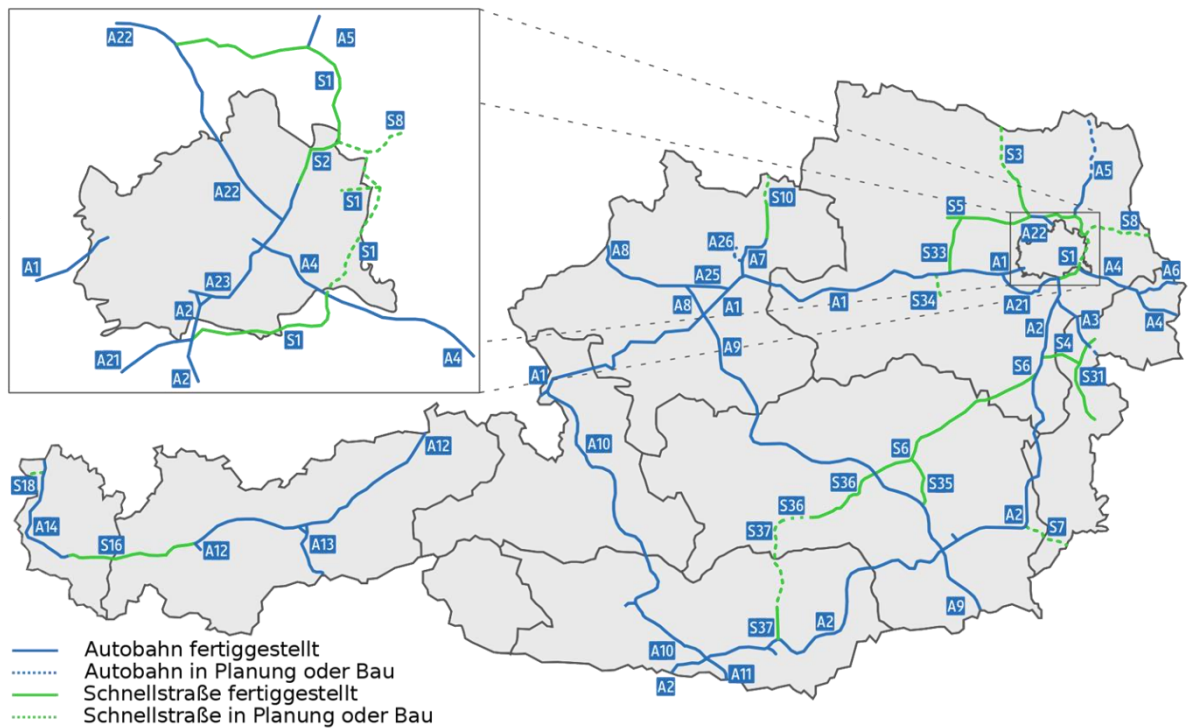 A22
A5
S1
S8
S2
A22
S1
S1
A1
A4
A23
A2
S1
A21
A2
A4
S3
A5
S10
S5
S8
A26
A22
A8
S33
A7
A1
S1
A4
A6
A25
A8
A1
A1
S34
A21
A2
A3
A4
A9
S4
S6
A1
S31
A10
A12
S6
S36
S35
S18
S36
A14
S37
A2
S7
S16
A12
A13
A9
S37
A2
A10
A11
A2
Autobahn fertiggestellt
Autobahn in Planung oder Bau
Schnellstraße fertiggestellt
Schnellstraße in Planung oder Bau